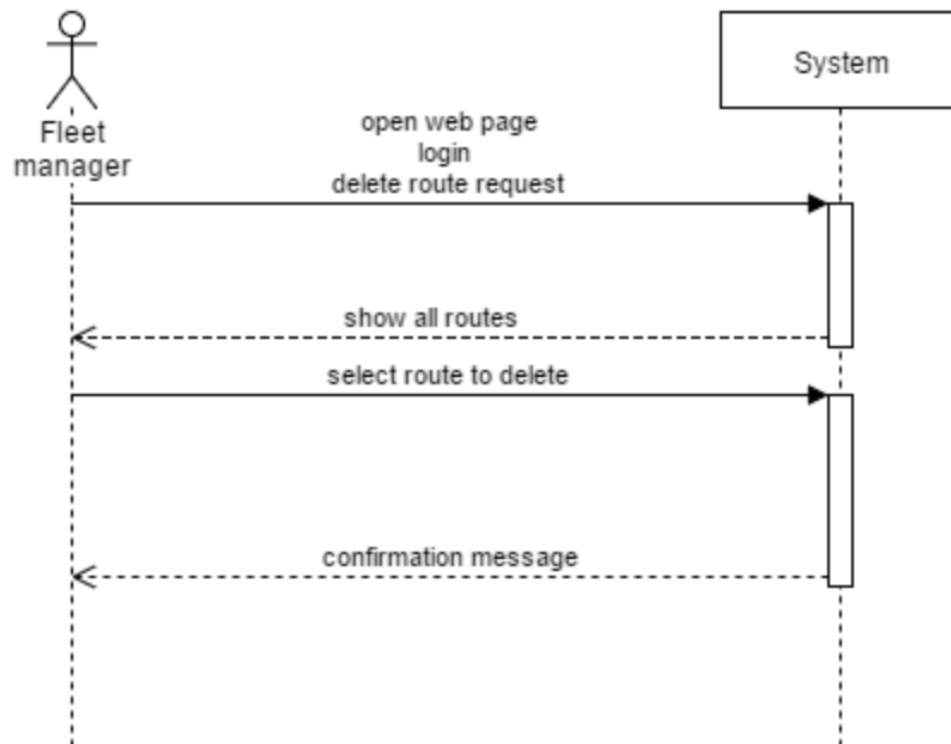 System
Fleet
manager
open web page
login
delete route request
show all routes
select route to delete
confirmation message